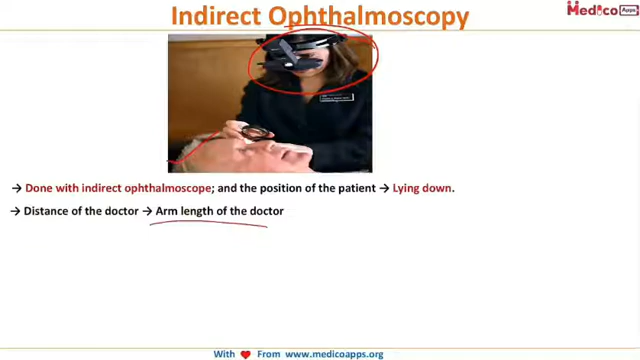 Indirect Ophthalmoscopy
Medico Apps
→ Done with indirect ophthalmoscope; and the position of the patient → Lying down.
→ Distance of the doctor → Arm length of the doctor
With ❤ From www.medicoapps.org